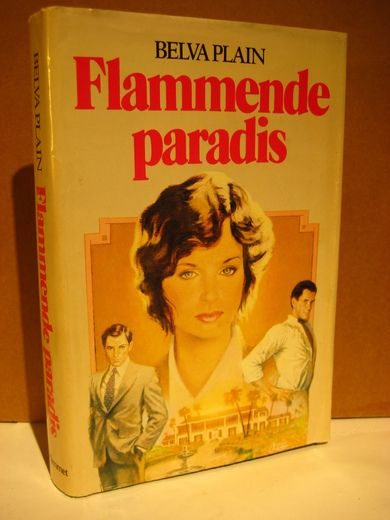 BELVA PLAIN
Flammende
paradis
BELVA PLAIN
Flammende paradis